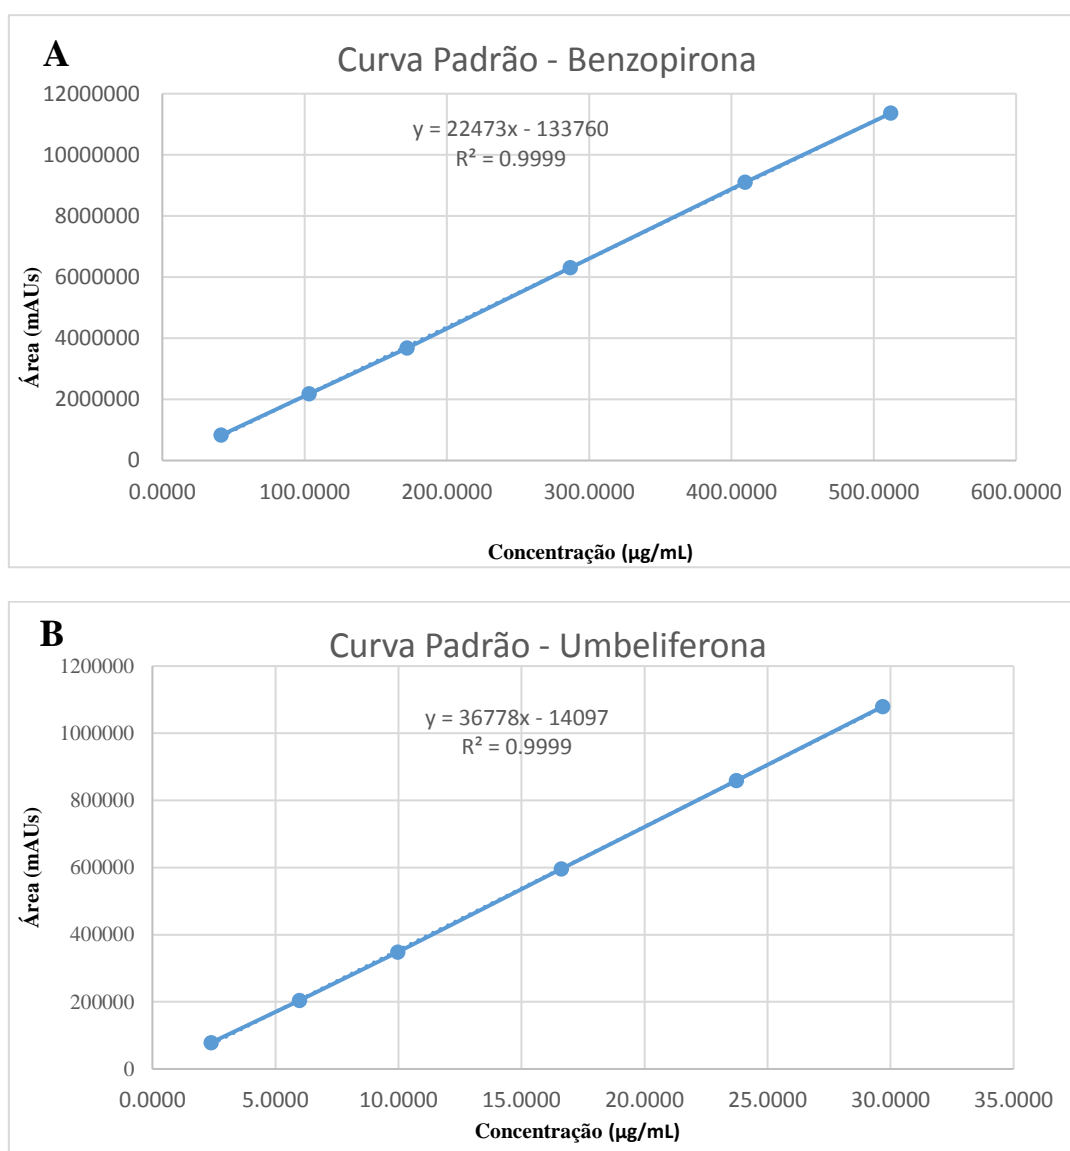 A
Curva Padrão - Benzopirona
12000000
10000000
8000000
6000000
4000000
2000000
0
y = 22473x - 133760
R² = 0.9999
Área (mAUs)
0.0000 100.0000 200.0000 300.0000 400.0000 500.0000 600.0000
Concentração (µg/mL)
B
Curva Padrão - Umbeliferona
1200000
1000000
800000
600000
400000
200000
0
y = 36778x - 14097
R² = 0.9999
Área (mAUs)
0.0000 5.0000 10.0000 15.0000 20.0000 25.0000 30.0000 35.0000
Concentração (µg/mL)